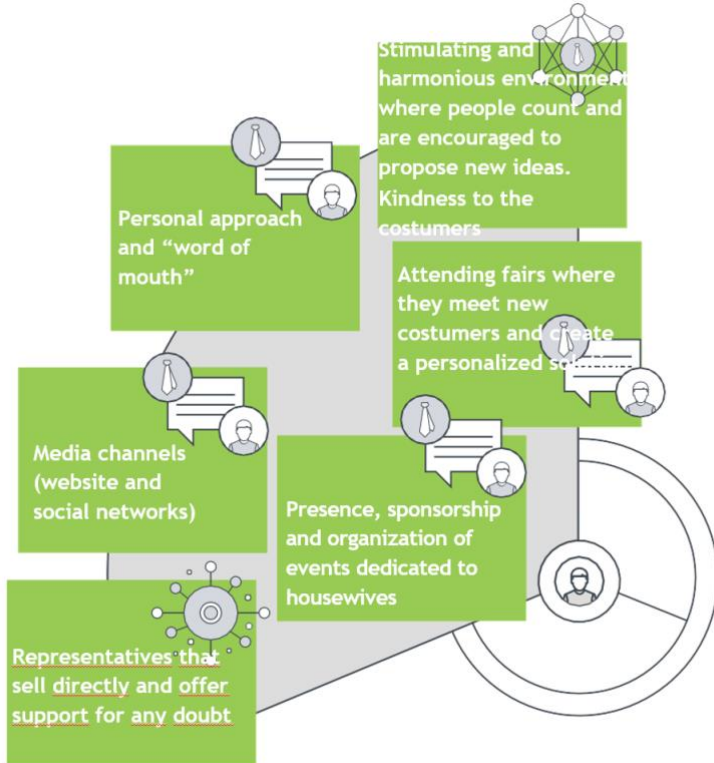 Stimulating and
harmonious environment
where people count and
are encouraged to
propose new ideas.
Kindness to the
costumers
Personal approach
and “word of
mouth”
Attending fairs where
they meet new
costumers and create
a personalized solution
Media channels
(website and
social networks)
Presence, sponsorship
and organization of
events dedicated to
housewives
Representatives that
sell directly and offer
support for any doubt